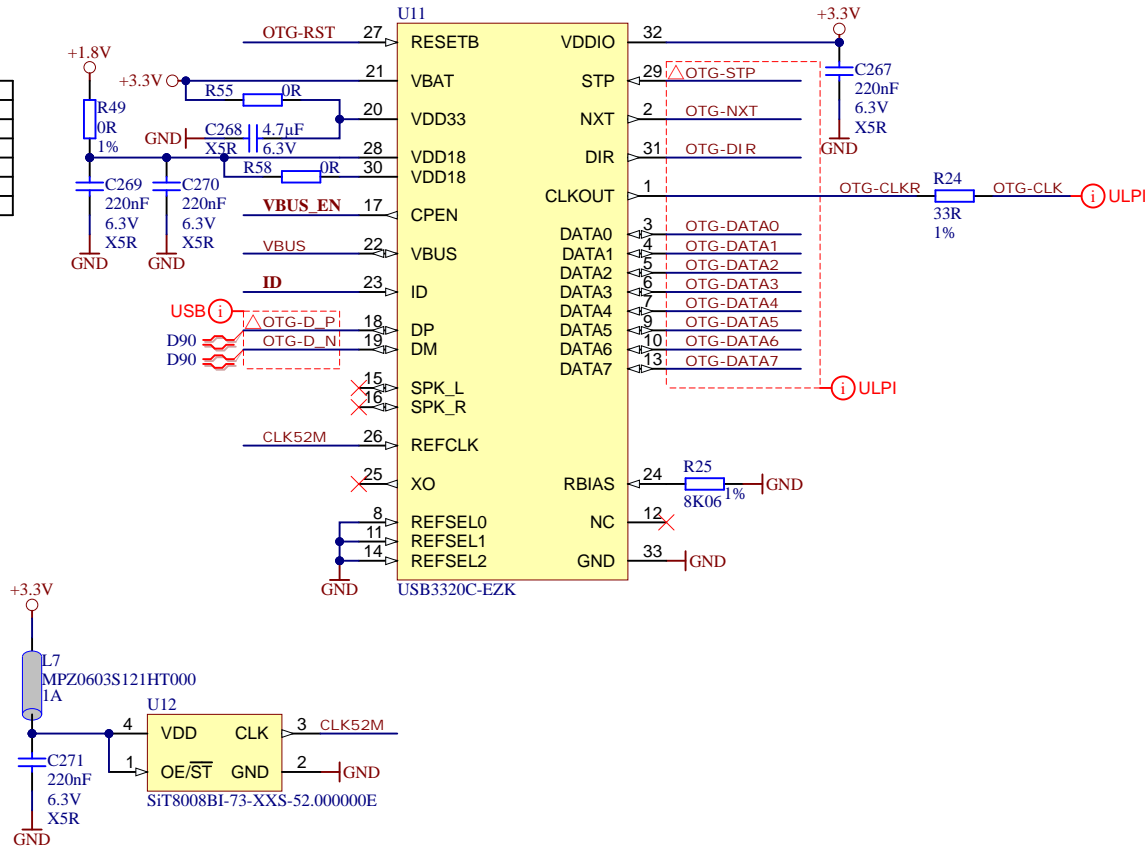 U11
OTG-RST 27 RESETB
VDDIO 32
+3.3V
+1.8V
+3.3V
21 VBAT
STP 29 OTG-STP
C267
220nF
6.3V
X5R
GND
R55 0R
R49
0R
1%
20 VDD33
NXT 2 OTG-NXT
GND C268 4.7µF
X5R 6.3V
28 VDD18
DIR 31 OTG-DIR
R58 0R
30 VDD18
CLKOUT 1 OTG-CLKR
R24
33R
1%
OTG-CLK
i ULPI
C269
220nF
6.3V
X5R
GND
C270
220nF
6.3V
X5R
GND
VBUS_EN 17 CPEN
DATA0 3 OTG-DATA0
DATA1 4 OTG-DATA1
VBUS 22 VBUS
DATA2 5 OTG-DATA2
DATA3 6 OTG-DATA3
ID 23 ID
DATA4 7 OTG-DATA4
USB i
DATA5 9 OTG-DATA5
D90 OTG-D_P 18 DP
DATA6 10 OTG-DATA6
D90 OTG-D_N 19 DM
DATA7 13 OTG-DATA7
i ULPI
15 SPK_L
16 SPK_R
CLK52M 26 REFCLK
25 XO
RBIAS 24
R25
8K06 1%
GND
8 REFSEL0
NC 12
11 REFSEL1
14 REFSEL2
GND 33 GND
GND
USB3320C-EZK
+3.3V
L7
MPZ0603S121HT000
1A
U12
4 VDD
CLK 3 CLK52M
1 OE/ST
GND 2 GND
SiT8008BI-73-XXS-52.000000E
C271
220nF
6.3V
X5R
GND